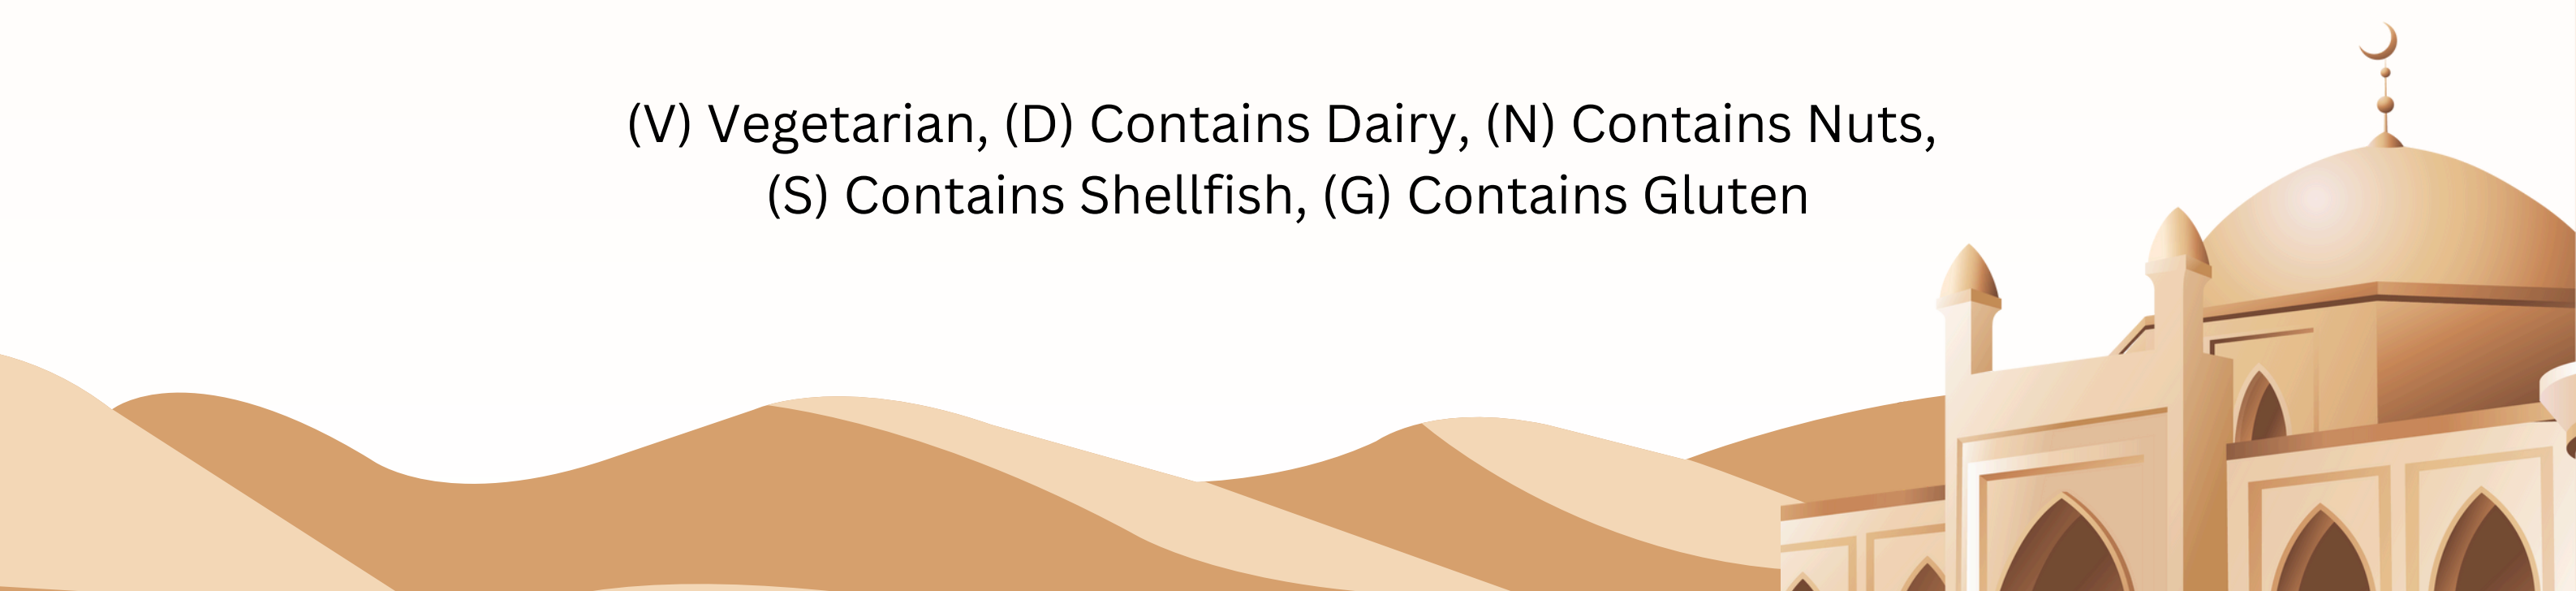 (V) Vegetarian, (D) Contains Dairy, (N) Contains Nuts,
(S) Contains Shellfish, (G) Contains Gluten